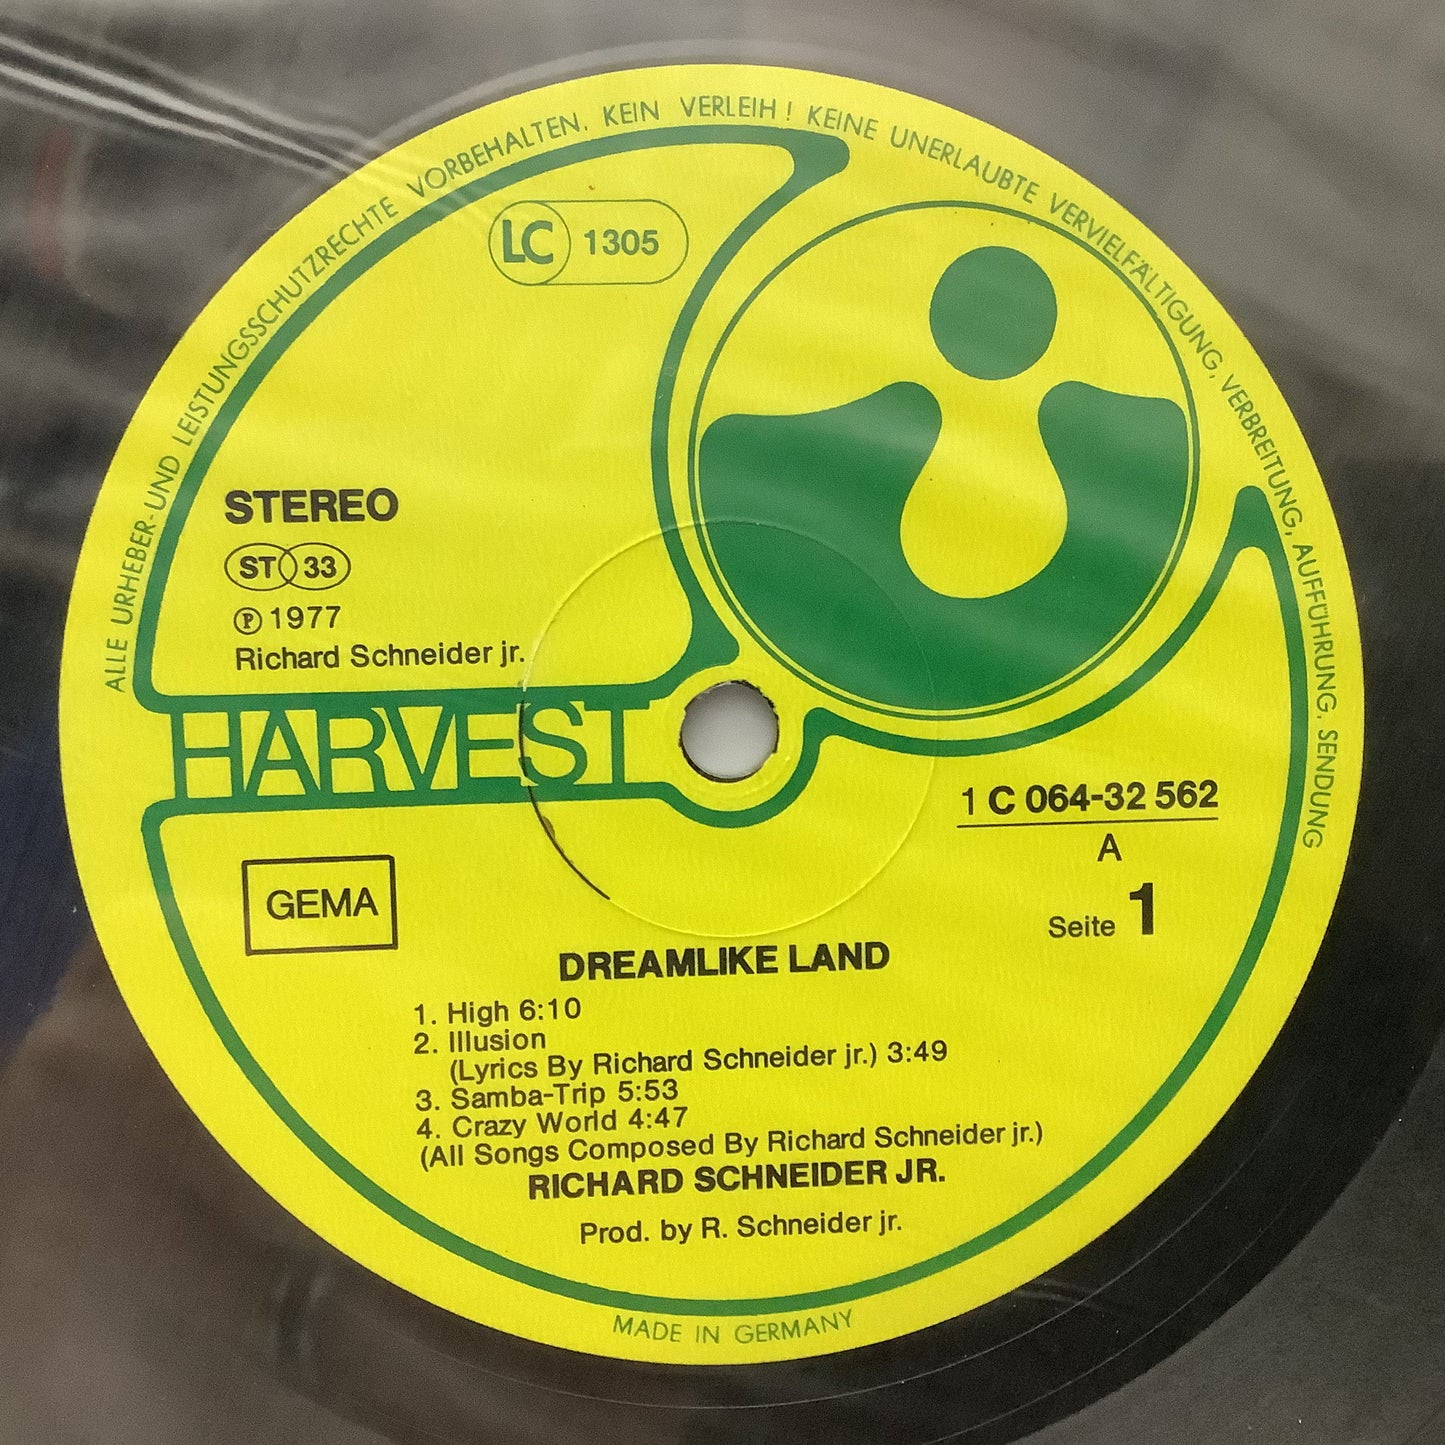 ALLE URHEBER-UND LEISTUNGSSCHUTZRECHTE VORBEHALTEN. KEIN VERLEIH! KEINE UNERLAUBTE VERVIELFÄLTIGUNG, VERBREITUNG, AUFFÜHRUNG, SENDUNG
LC 1305
STEREO
ST 33
℗ 1977
Richard Schneider jr.
HARVEST
1 C 064-32 562
A
Seite 1
GEMA
DREAMLIKE LAND
1. High 6:10
2. Illusion
(Lyrics By Richard Schneider jr.) 3:49
3. Samba-Trip 5:53
4. Crazy World 4:47
(All Songs Composed By Richard Schneider jr.)
RICHARD SCHNEIDER JR.
Prod. by R. Schneider jr.
MADE IN GERMANY